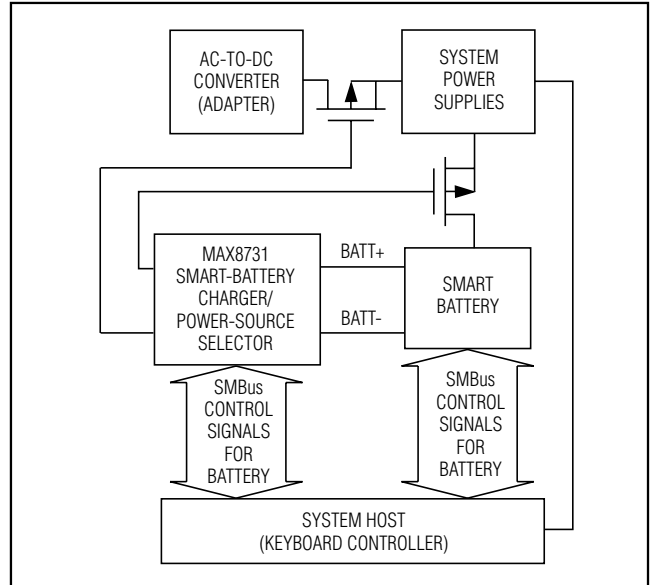 AC-TO-DC
CONVERTER
(ADAPTER)
SYSTEM
POWER
SUPPLIES
MAX8731
SMART-BATTERY
CHARGER/
POWER-SOURCE
SELECTOR
BATT+
BATT-
SMART
BATTERY
SMBus
CONTROL
SIGNALS
FOR
BATTERY
SMBus
CONTROL
SIGNALS
FOR
BATTERY
SYSTEM HOST
(KEYBOARD CONTROLLER)